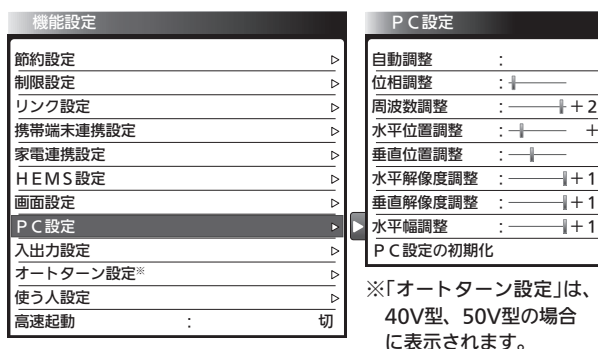 機能設定
節約設定 ▷
制限設定 ▷
リンク設定 ▷
携帯端末連携設定 ▷
家電連携設定 ▷
HEMS設定 ▷
画面設定 ▷
PC設定 ▷
入出力設定 ▷
オートターン設定※ ▷
使う人設定 ▷
高速起動 : 切
PC設定
自動調整 :
位相調整 :
周波数調整 : +2
水平位置調整 : +
垂直位置調整 :
水平解像度調整 : +1
垂直解像度調整 : +1
水平幅調整 : +1
PC設定の初期化
※「オートターン設定」は、
40V型、50V型の場合
に表示されます。